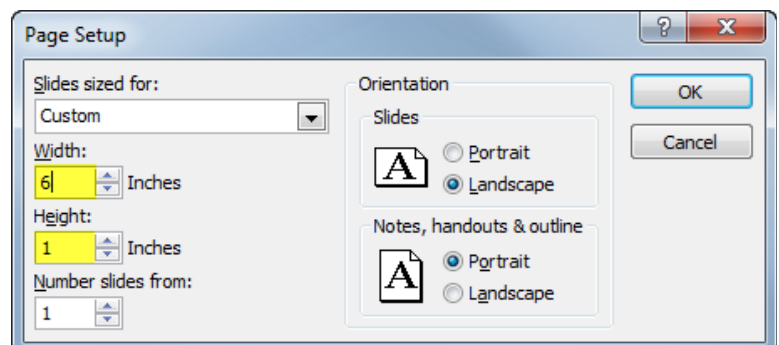 Page Setup
?
X
Slides sized for:
Custom
Width:
6 Inches
Height:
1 Inches
Number slides from:
1
Orientation
Slides
A
Portrait
Landscape
Notes, handouts & outline
A
Portrait
Landscape
OK
Cancel